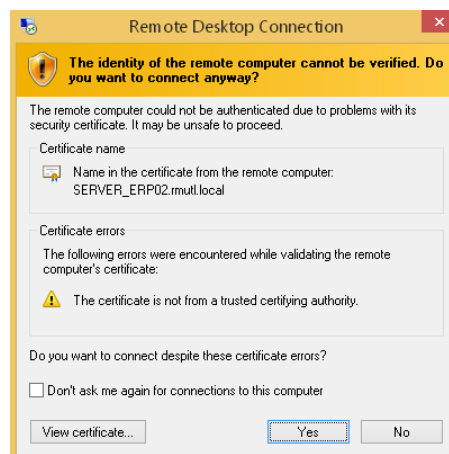 Remote Desktop Connection
The identity of the remote computer cannot be verified. Do
you want to connect anyway?
The remote computer could not be authenticated due to problems with its
security certificate. It may be unsafe to proceed.
Certificate name
Name in the certificate from the remote computer:
SERVER_ERP02.rmutl.local
Certificate errors
The following errors were encountered while validating the remote
computer's certificate:
The certificate is not from a trusted certifying authority.
Do you want to connect despite these certificate errors?
Don't ask me again for connections to this computer
View certificate...
Yes
No